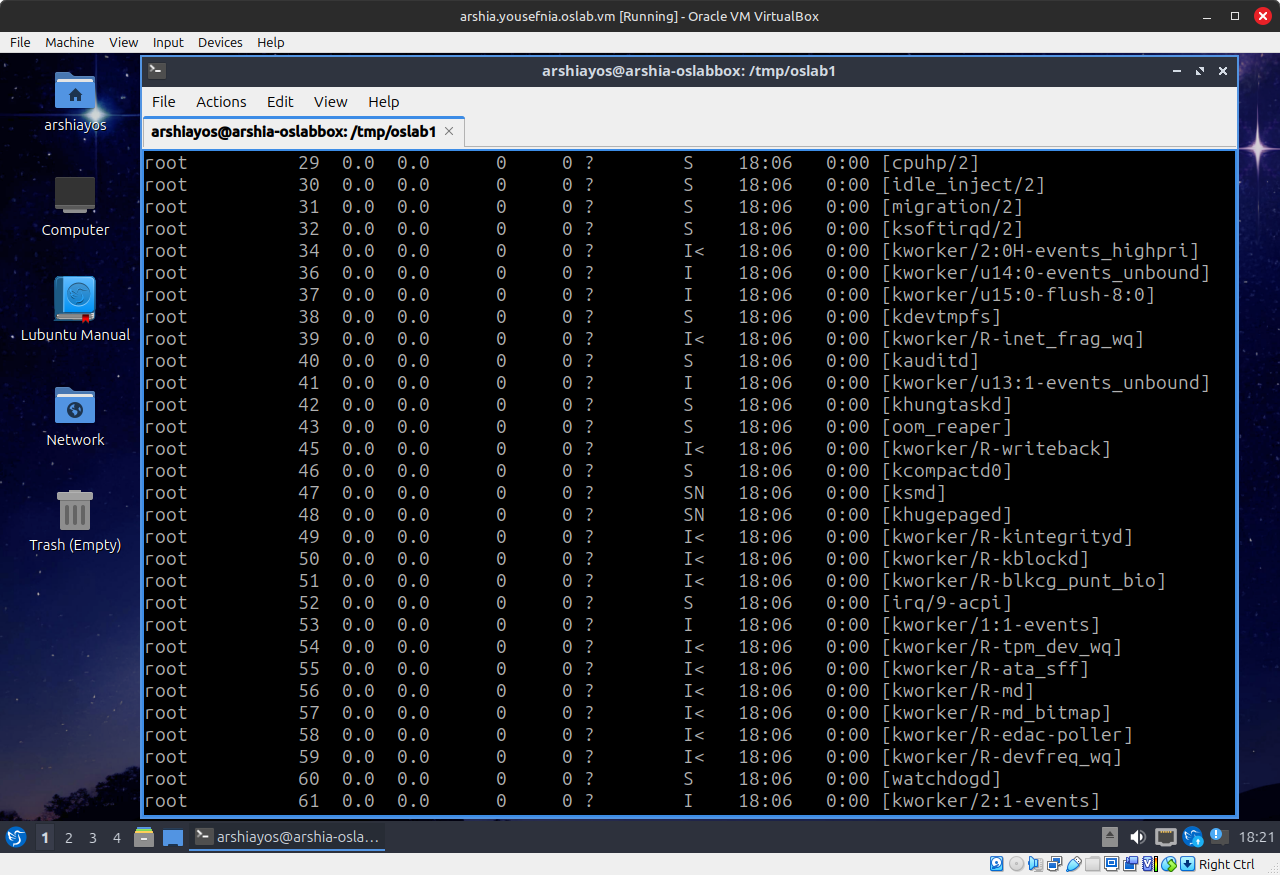 arshia.yousefnia.oslab.vm [Running] - Oracle VM VirtualBox
File Machine View Input Devices Help
arshiayos@arshia-oslabbox: /tmp/oslab1
File Actions Edit View Help
arshiayos@arshia-oslabbox: /tmp/oslab1
arshiayos
Computer
Lubuntu Manual
Network
Trash (Empty)
root 29 0.0 0.0 0 0 ? S 18:06 0:00 [cpuhp/2]
root 30 0.0 0.0 0 0 ? S 18:06 0:00 [idle_inject/2]
root 31 0.0 0.0 0 0 ? S 18:06 0:00 [migration/2]
root 32 0.0 0.0 0 0 ? S 18:06 0:00 [ksoftirqd/2]
root 34 0.0 0.0 0 0 ? I< 18:06 0:00 [kworker/2:0H-events_highpri]
root 36 0.0 0.0 0 0 ? I 18:06 0:00 [kworker/u14:0-events_unbound]
root 37 0.0 0.0 0 0 ? I 18:06 0:00 [kworker/u15:0-flush-8:0]
root 38 0.0 0.0 0 0 ? S 18:06 0:00 [kdevtmpfs]
root 39 0.0 0.0 0 0 ? I< 18:06 0:00 [kworker/R-inet_frag_wq]
root 40 0.0 0.0 0 0 ? S 18:06 0:00 [kauditd]
root 41 0.0 0.0 0 0 ? I 18:06 0:00 [kworker/u13:1-events_unbound]
root 42 0.0 0.0 0 0 ? S 18:06 0:00 [khungtaskd]
root 43 0.0 0.0 0 0 ? S 18:06 0:00 [oom_reaper]
root 45 0.0 0.0 0 0 ? I< 18:06 0:00 [kworker/R-writeback]
root 46 0.0 0.0 0 0 ? S 18:06 0:00 [kcompactd0]
root 47 0.0 0.0 0 0 ? SN 18:06 0:00 [ksmd]
root 48 0.0 0.0 0 0 ? SN 18:06 0:00 [khugepaged]
root 49 0.0 0.0 0 0 ? I< 18:06 0:00 [kworker/R-kintegrityd]
root 50 0.0 0.0 0 0 ? I< 18:06 0:00 [kworker/R-kblockd]
root 51 0.0 0.0 0 0 ? I< 18:06 0:00 [kworker/R-blkcg_punt_bio]
root 52 0.0 0.0 0 0 ? S 18:06 0:00 [irq/9-acpi]
root 53 0.0 0.0 0 0 ? I 18:06 0:00 [kworker/1:1-events]
root 54 0.0 0.0 0 0 ? I< 18:06 0:00 [kworker/R-tpm_dev_wq]
root 55 0.0 0.0 0 0 ? I< 18:06 0:00 [kworker/R-ata_sff]
root 56 0.0 0.0 0 0 ? I< 18:06 0:00 [kworker/R-md]
root 57 0.0 0.0 0 0 ? I< 18:06 0:00 [kworker/R-md_bitmap]
root 58 0.0 0.0 0 0 ? I< 18:06 0:00 [kworker/R-edac-poller]
root 59 0.0 0.0 0 0 ? I< 18:06 0:00 [kworker/R-devfreq_wq]
root 60 0.0 0.0 0 0 ? S 18:06 0:00 [watchdogd]
root 61 0.0 0.0 0 0 ? I 18:06 0:00 [kworker/2:1-events]
1 2 3 4 arshiayos@arshia-osla... 18:21
Right Ctrl